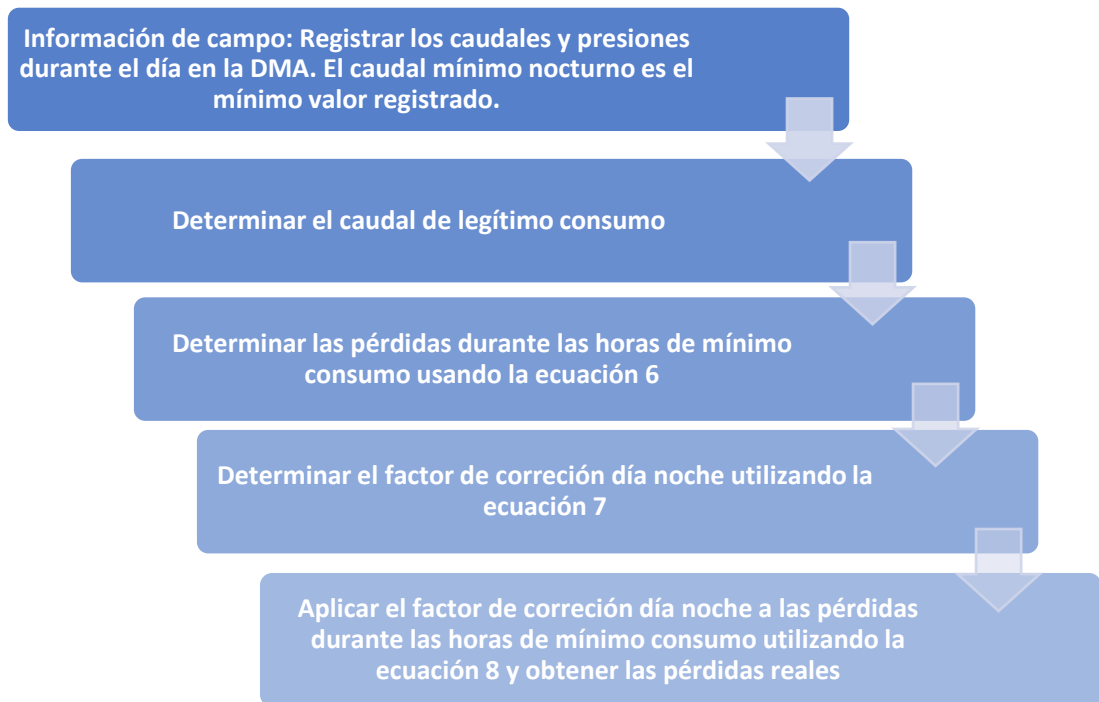 Información de campo: Registrar los caudales y presiones
durante el día en la DMA. El caudal mínimo nocturno es el
mínimo valor registrado.
Determinar el caudal de legítimo consumo
Determinar las pérdidas durante las horas de mínimo
consumo usando la ecuación 6
Determinar el factor de correción día noche utilizando la
ecuación 7
Aplicar el factor de correción día noche a las pérdidas
durante las horas de mínimo consumo utilizando la
ecuación 8 y obtener las pérdidas reales